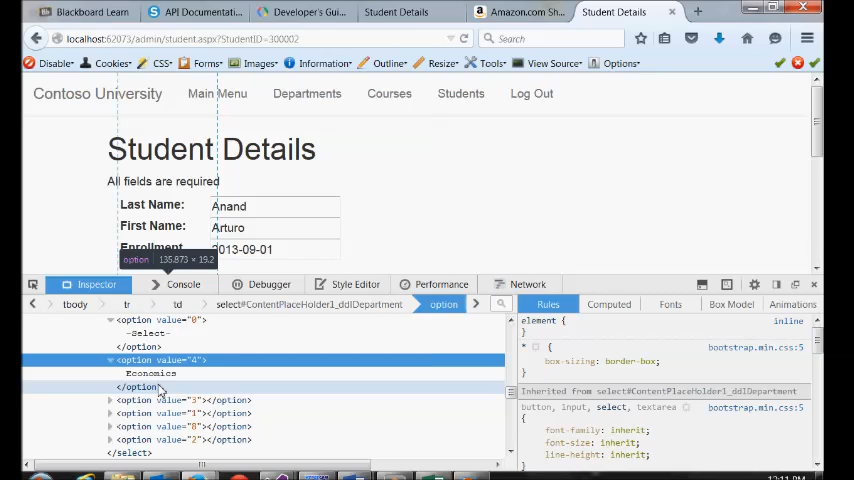 Blackboard Learn
API Documentati...
Developer's Gui...
Student Details
Amazon.com Sh...
Student Details
localhost:62073/admin/student.aspx?StudentID=300002
Search
Disable Cookies CSS Forms Images Information Outline Resize Tools View Source Options
Contoso University Main Menu Departments Courses Students Log Out
Student Details
All fields are required
Last Name: Anand
First Name: Arturo
Enrollment 2013-09-01
option 135.873 × 19.2
Inspector Console Debugger Style Editor Performance Network
tbody tr td select#ContentPlaceHolder1_ddlDepartment option
Rules Computed Fonts Box Model Animations
<option value="0">
-Select-
</option>
<option value="4">
Economics
</option>
<option value="3"></option>
<option value="1"></option>
<option value="8"></option>
<option value="2"></option>
</select>
element { inline
}
* { bootstrap.min.css:5
box-sizing: border-box;
}
Inherited from select#ContentPlaceHolder1_ddlDepartment
button, input, select, textarea bootstrap.min.css:5
{
font-family: inherit;
font-size: inherit;
line-height: inherit;
}
12:11 PM